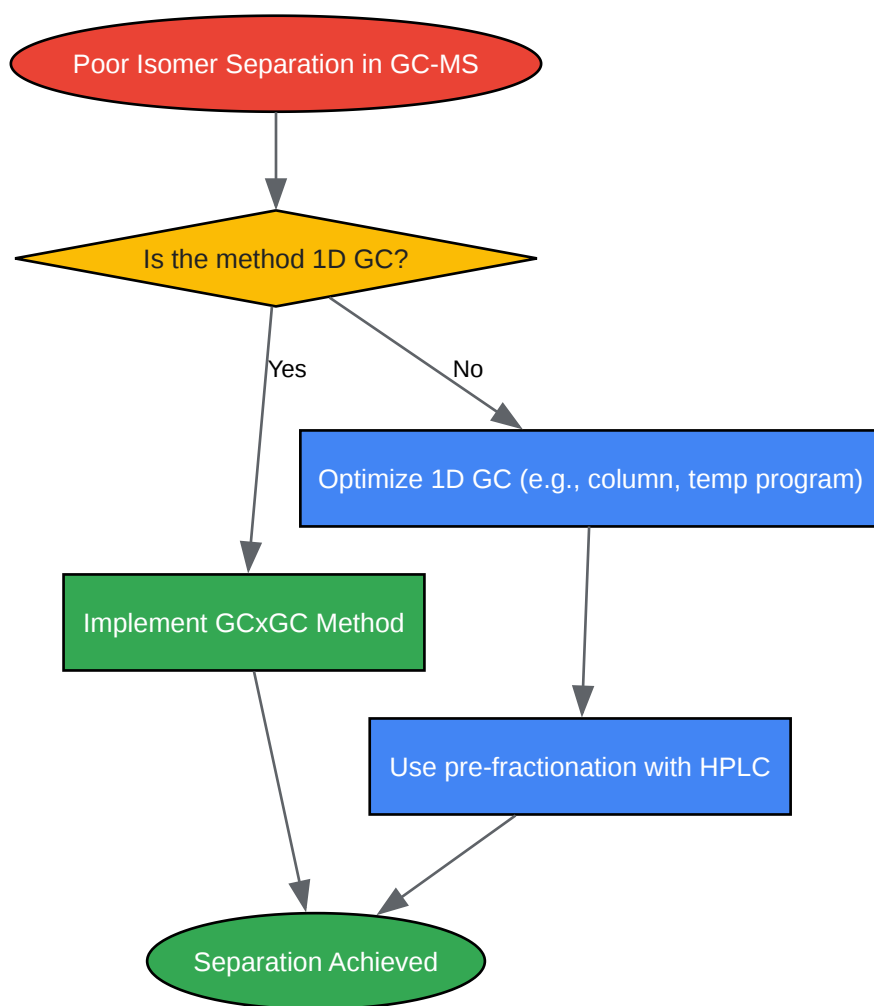 Poor Isomer Separation in GC-MS
Is the method 1D GC?
Yes
No
Optimize 1D GC (e.g., column, temp program)
Implement GCxGC Method
Use pre-fractionation with HPLC
Separation Achieved